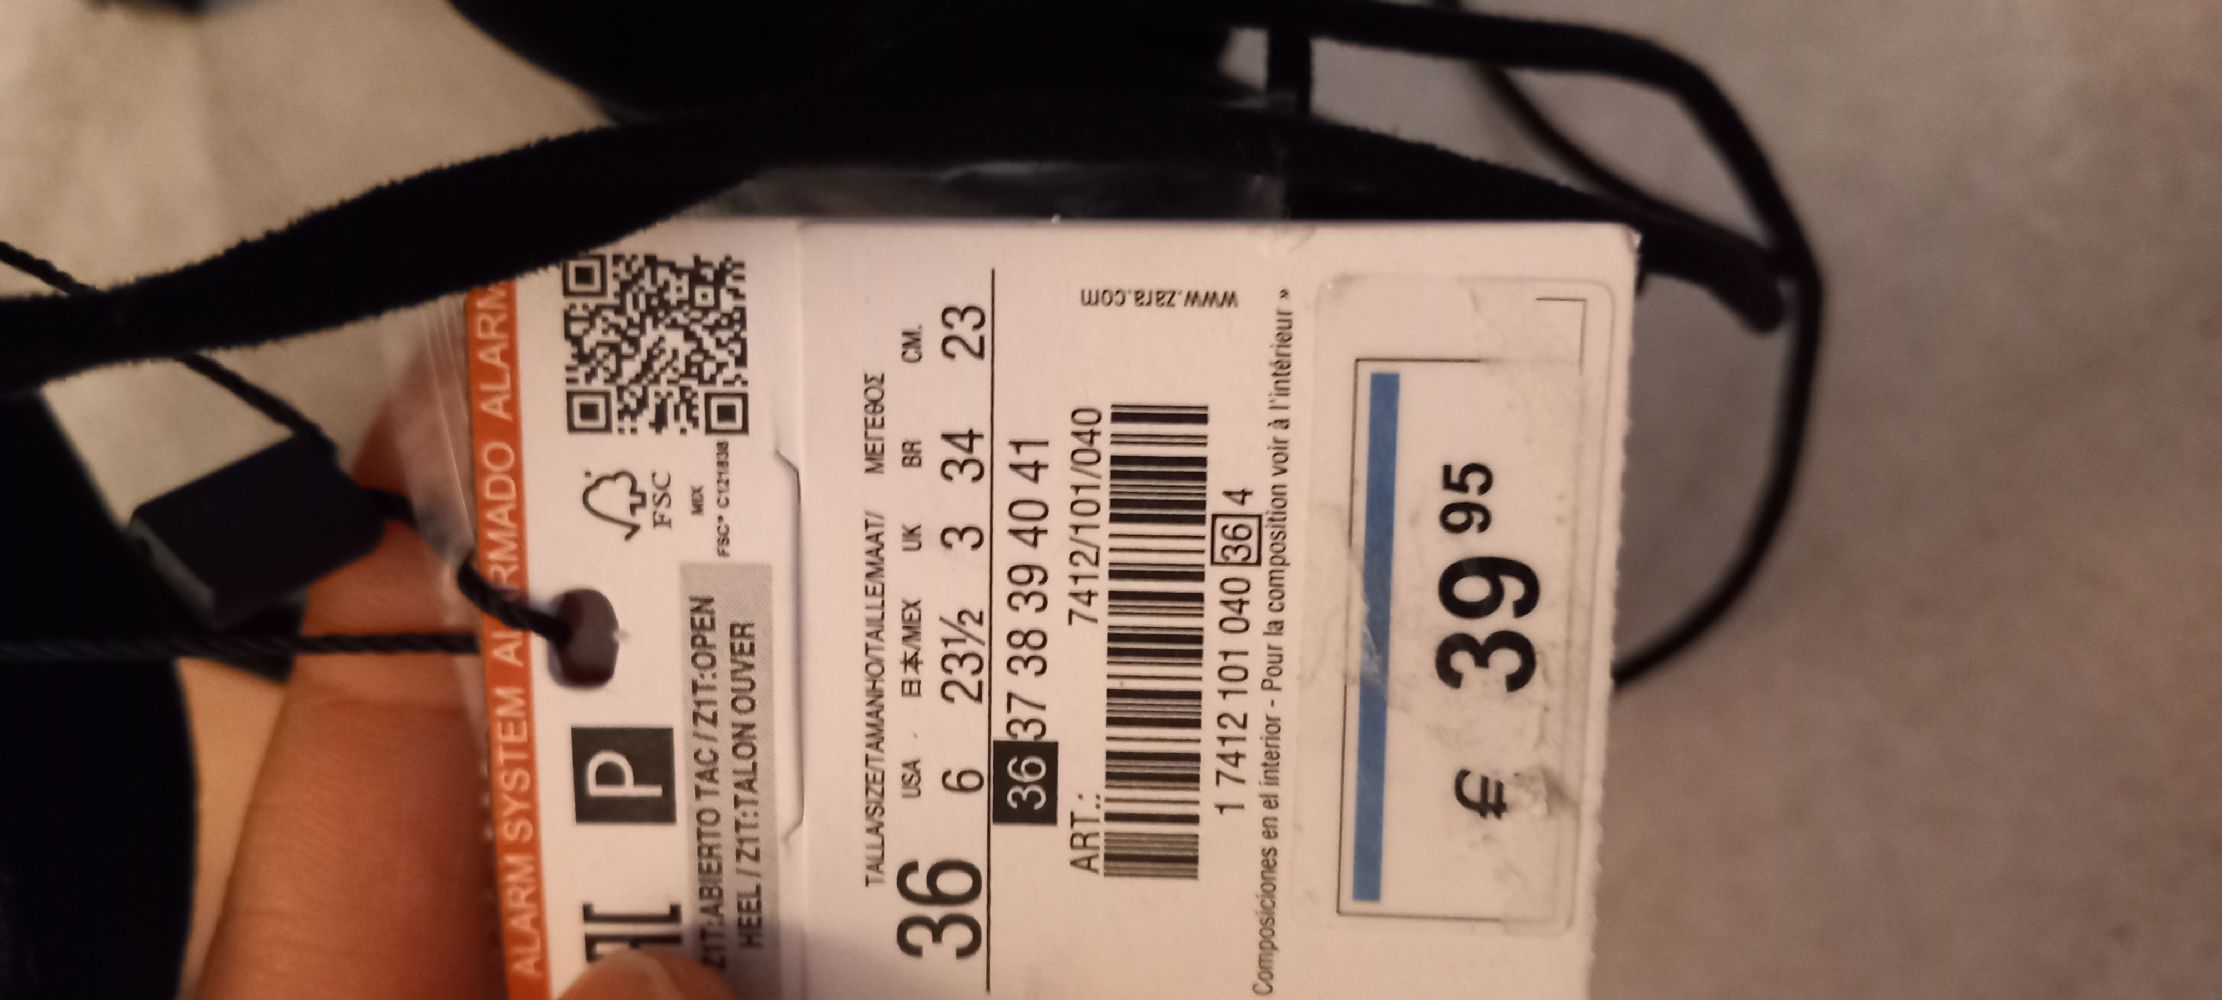 ALARM SYSTEM ALARMADO ALARM
P
FSC
MIX
FSC® C121838
Z1T:ABIERTO TAC / Z1T:OPEN
HEEL / Z1T:TALON OUVER
TALLA/SIZE/TAMANHO/TAILLE/MAAT/ ΜΕΓΕΘΟΣ
USA · 日本/MEX UK BR CM.
36 6 23½ 3 34 23
36 37 38 39 40 41
ART.: 7412/101/040
www.zara.com
1 7412 101 040 36 4
Composiciones en el interior - Pour la composition voir à l'intérieur »
€ 39 95